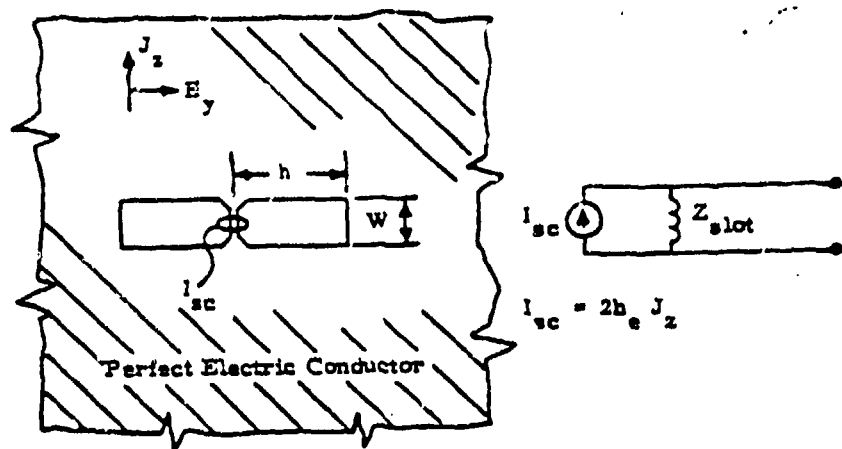 J_z
E_y
h
W
I_sc
I_sc
Z_slot
I_sc = 2h_e J_z
Perfect Electric Conductor